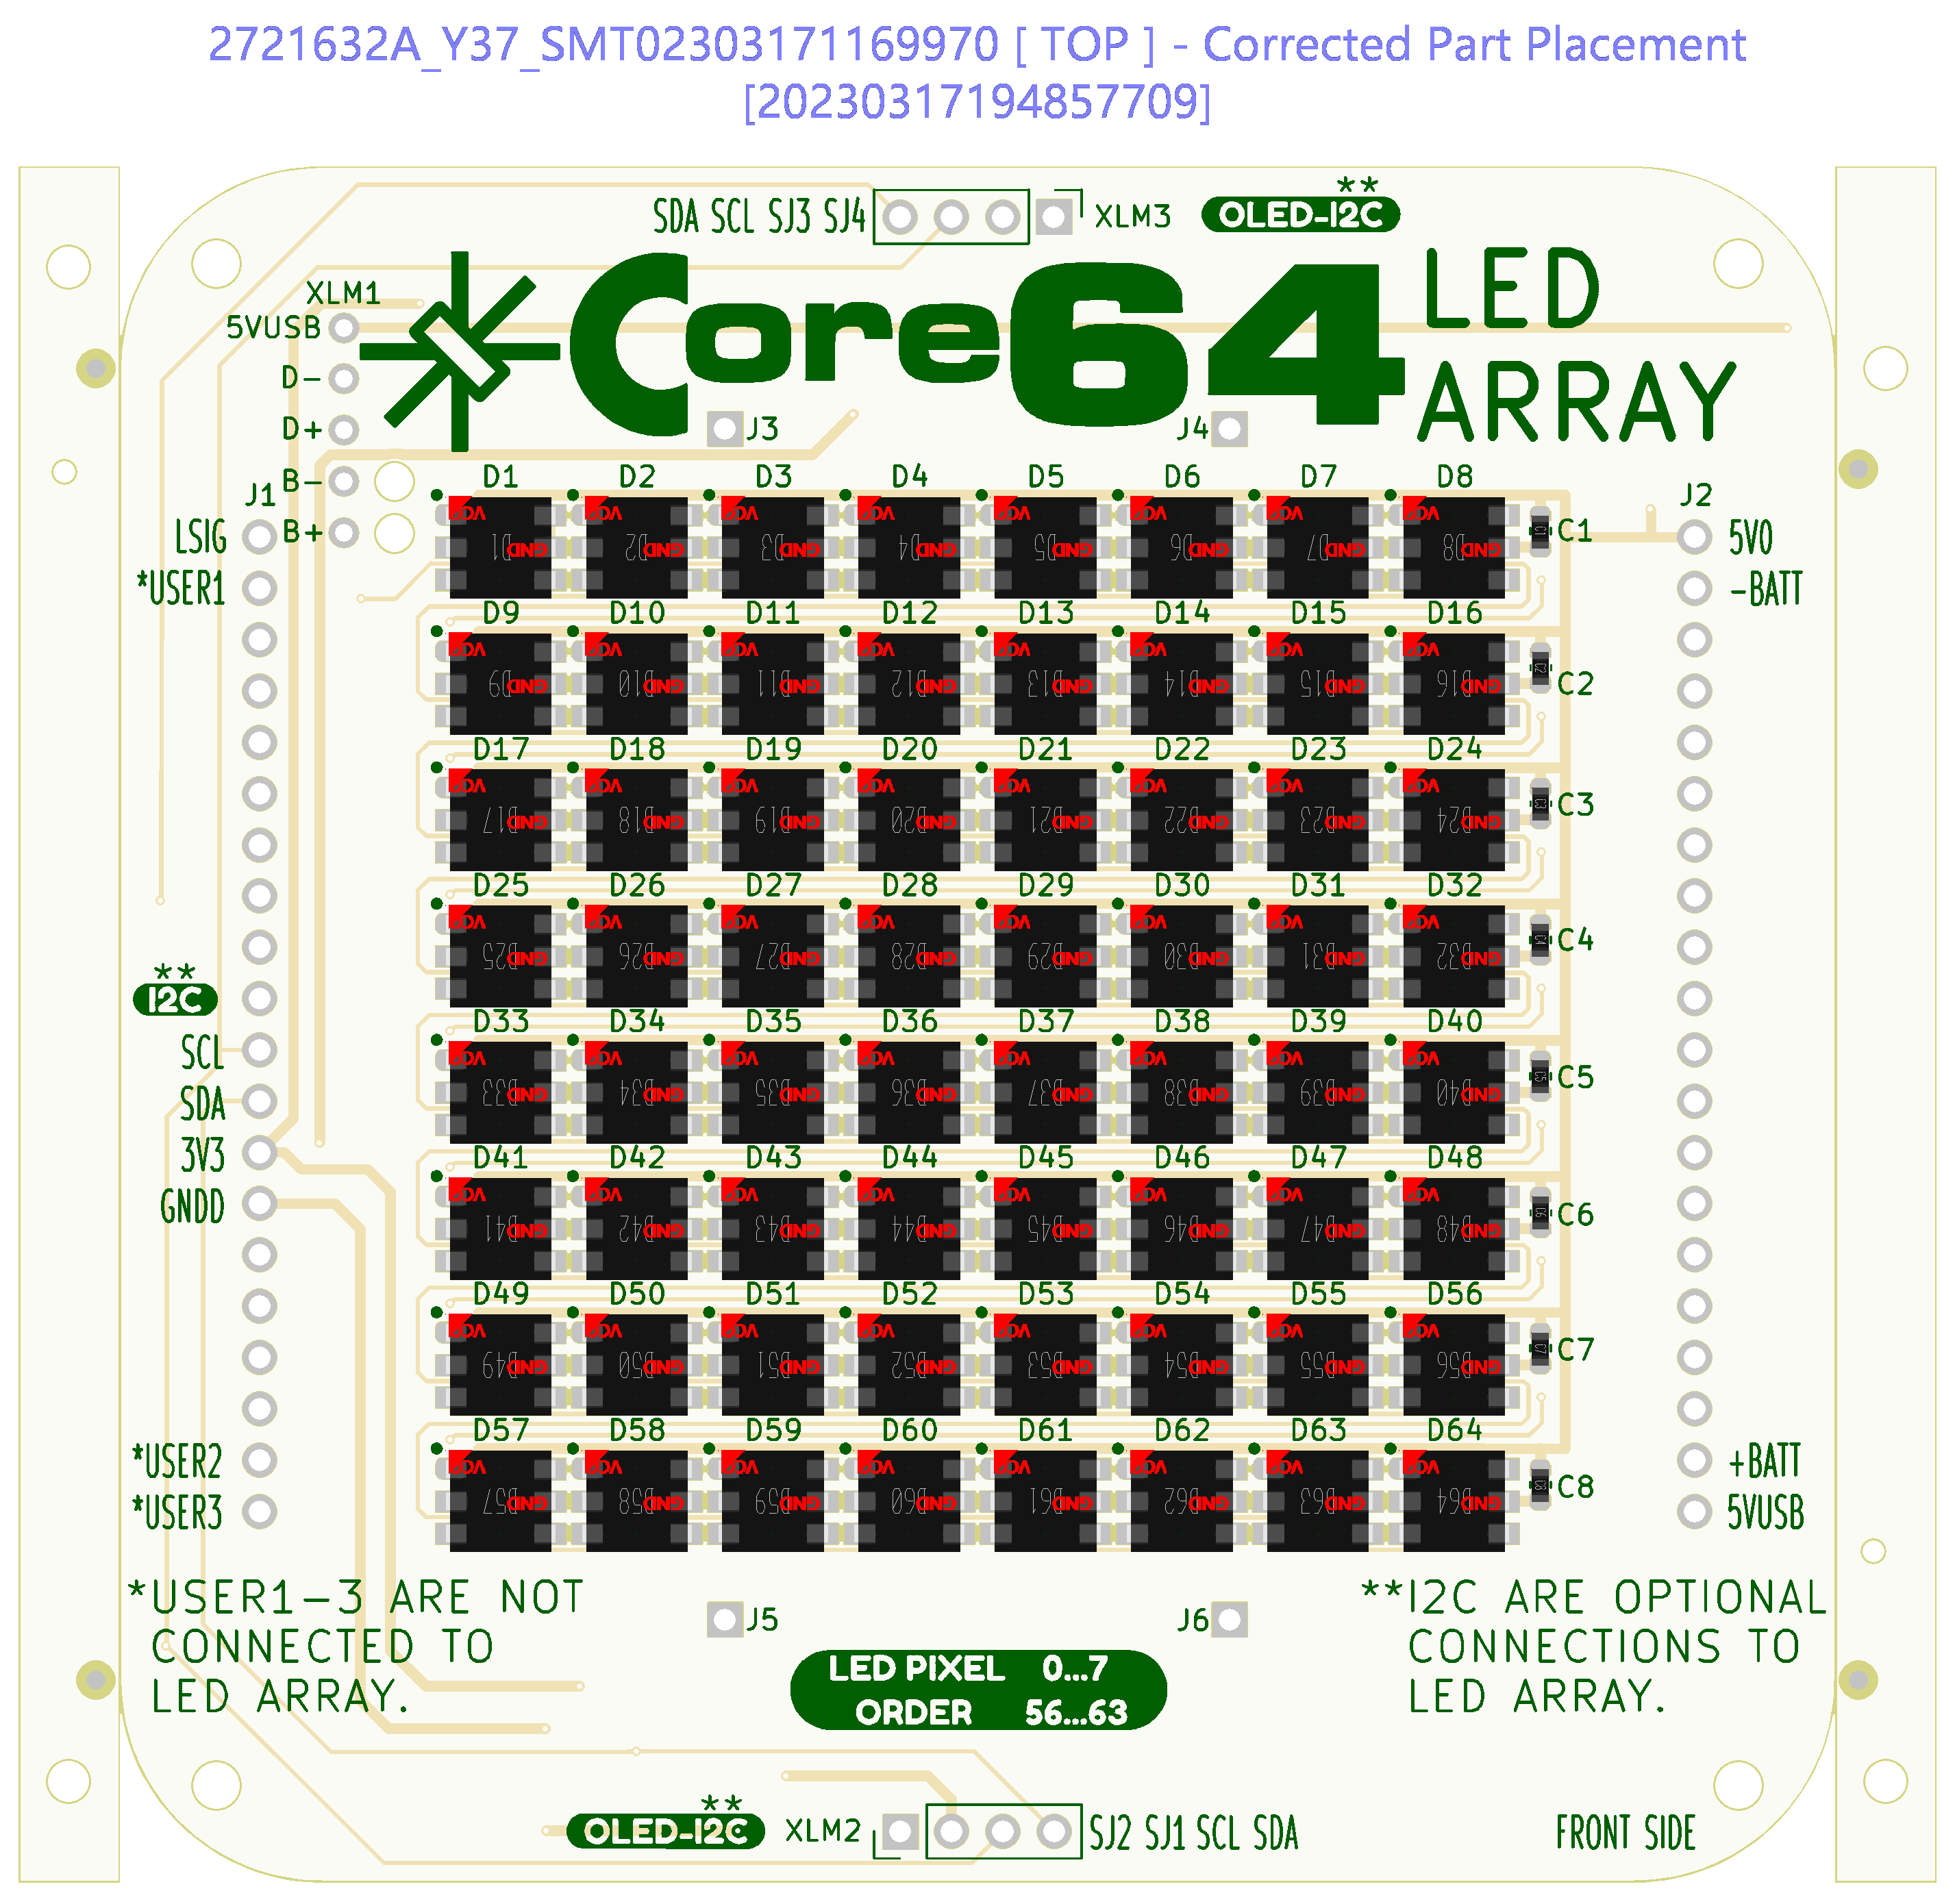 2721632A_Y37_SMT02303171169970 [ TOP ] - Corrected Part Placement
[20230317194857709]
**
SDA SCL SJ3 SJ4 XLM3 OLED-I2C
Core64 LED
ARRAY
XLM1
5VUSB
D-
D+
B-
B+
J3 J4
J1 J2
LSIG
*USER1
5V0
-BATT
D1 D2 D3 D4 D5 D6 D7 D8
C1
D9 D10 D11 D12 D13 D14 D15 D16
C2
D17 D18 D19 D20 D21 D22 D23 D24
C3
D25 D26 D27 D28 D29 D30 D31 D32
C4
**
I2C
D33 D34 D35 D36 D37 D38 D39 D40
C5
SCL
SDA
3V3
GNDD
D41 D42 D43 D44 D45 D46 D47 D48
C6
D49 D50 D51 D52 D53 D54 D55 D56
C7
D57 D58 D59 D60 D61 D62 D63 D64
C8
*USER2
*USER3
+BATT
5VUSB
*USER1-3 ARE NOT
CONNECTED TO
LED ARRAY.
J5 J6
**I2C ARE OPTIONAL
CONNECTIONS TO
LED ARRAY.
LED PIXEL 0...7
ORDER 56...63
**
OLED-I2C XLM2 SJ2 SJ1 SCL SDA
FRONT SIDE